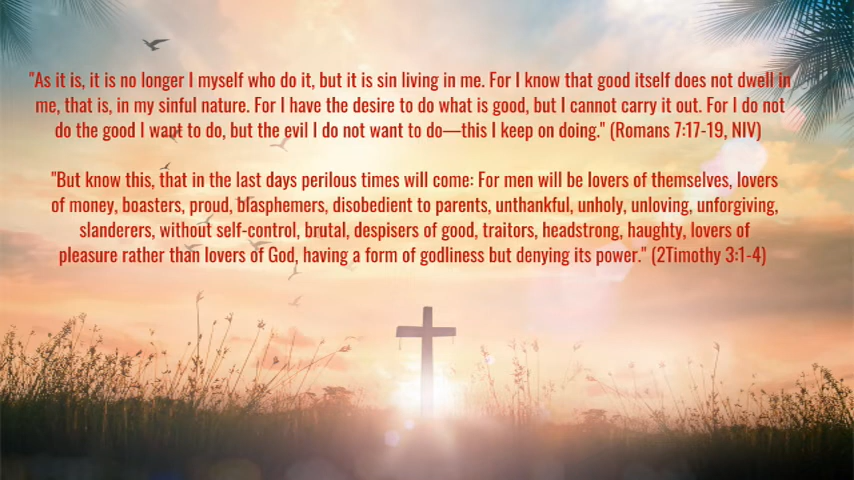 "As it is, it is no longer I myself who do it, but it is sin living in me. For I know that good itself does not dwell in
me, that is, in my sinful nature. For I have the desire to do what is good, but I cannot carry it out. For I do not
do the good I want to do, but the evil I do not want to do—this I keep on doing." (Romans 7:17-19, NIV)
"But know this, that in the last days perilous times will come: For men will be lovers of themselves, lovers
of money, boasters, proud, blasphemers, disobedient to parents, unthankful, unholy, unloving, unforgiving,
slanderers, without self-control, brutal, despisers of good, traitors, headstrong, haughty, lovers of
pleasure rather than lovers of God, having a form of godliness but denying its power." (2Timothy 3:1-4)